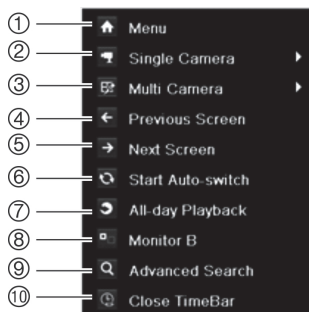 ① Menu
② Single Camera
③ Multi Camera
④ Previous Screen
⑤ Next Screen
⑥ Start Auto-switch
⑦ All-day Playback
⑧ Monitor B
⑨ Advanced Search
⑩ Close TimeBar